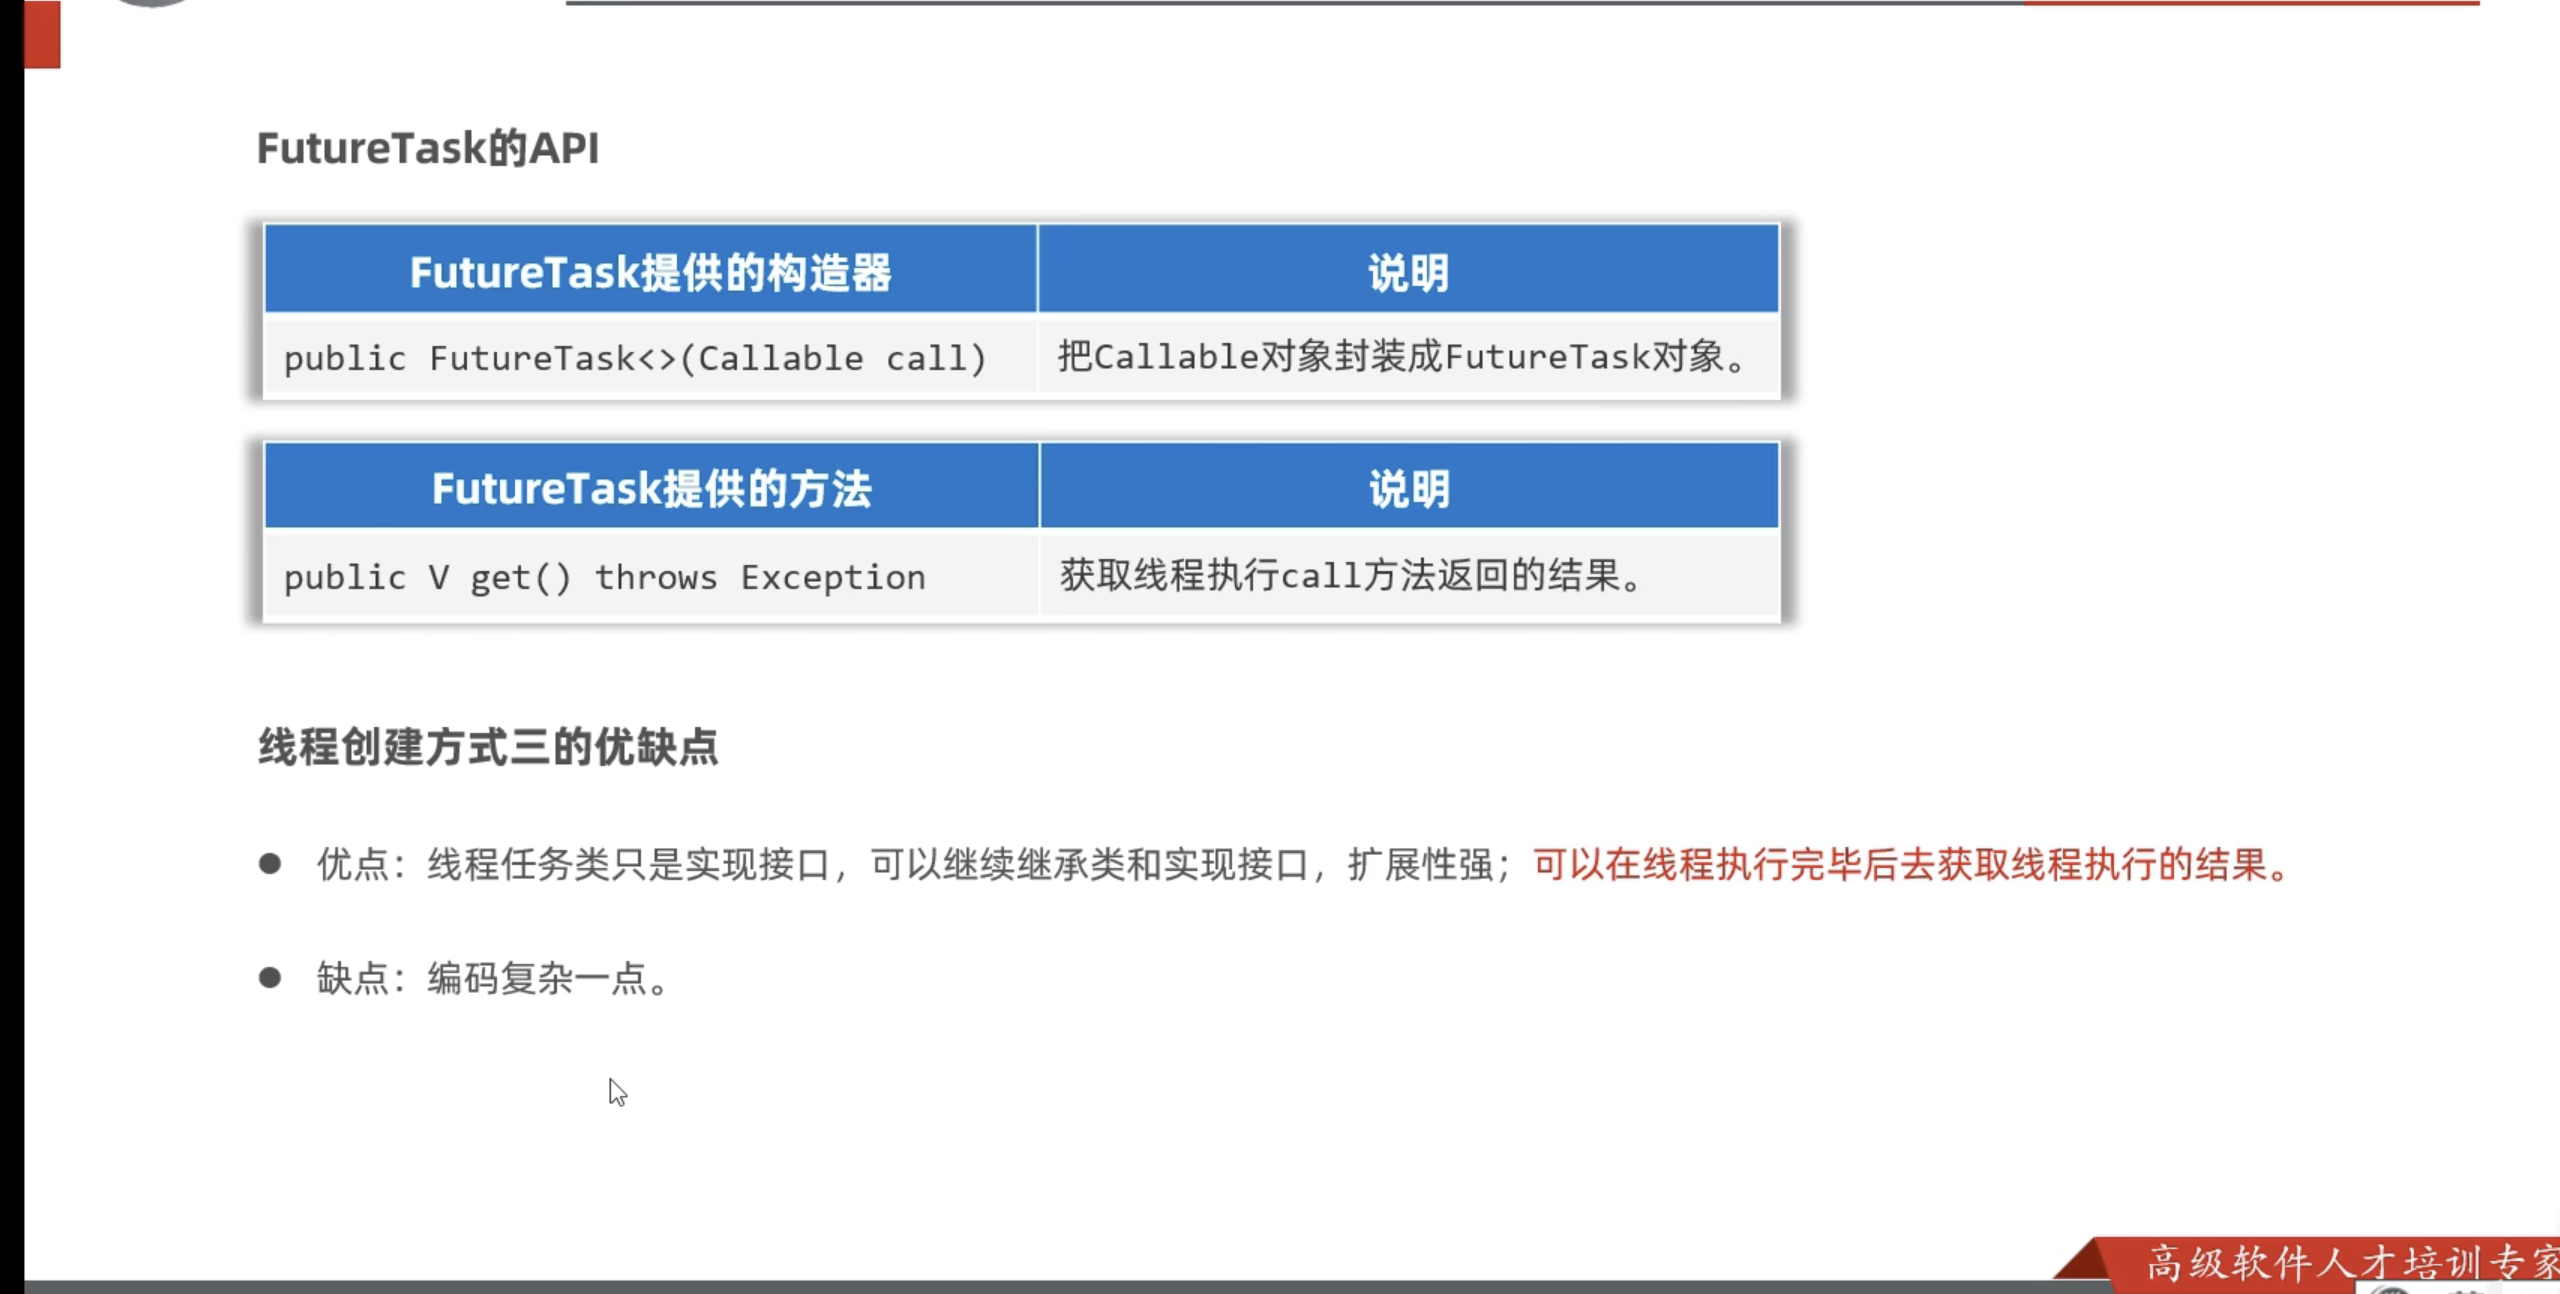 FutureTask的API
FutureTask提供的构造器 说明
public FutureTask<>(Callable call) 把Callable对象封装成FutureTask对象。
FutureTask提供的方法 说明
public V get() throws Exception 获取线程执行call方法返回的结果。
线程创建方式三的优缺点
● 优点：线程任务类只是实现接口，可以继续继承类和实现接口，扩展性强；可以在线程执行完毕后去获取线程执行的结果。
● 缺点：编码复杂一点。
高级软件人才培训专家